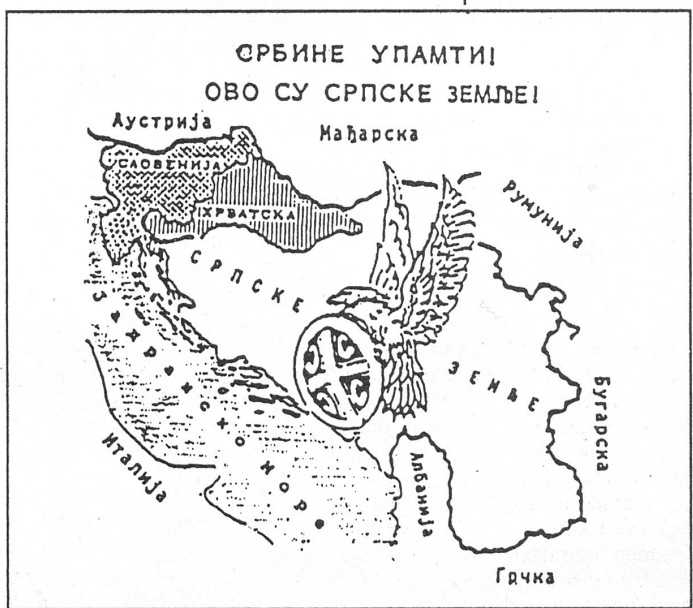 СРБИНЕ УПАМТИ!
ОВО СУ СРПСКЕ ЗЕМЉЕ!
Аустрија
Мађарска
СЛОВЕНИЈА
Румунија
ХРВАТСКА
СРПСКЕ
ЗЕМЉЕ
Јадранско море
Бугарска
Италија
Албанија
Грчка